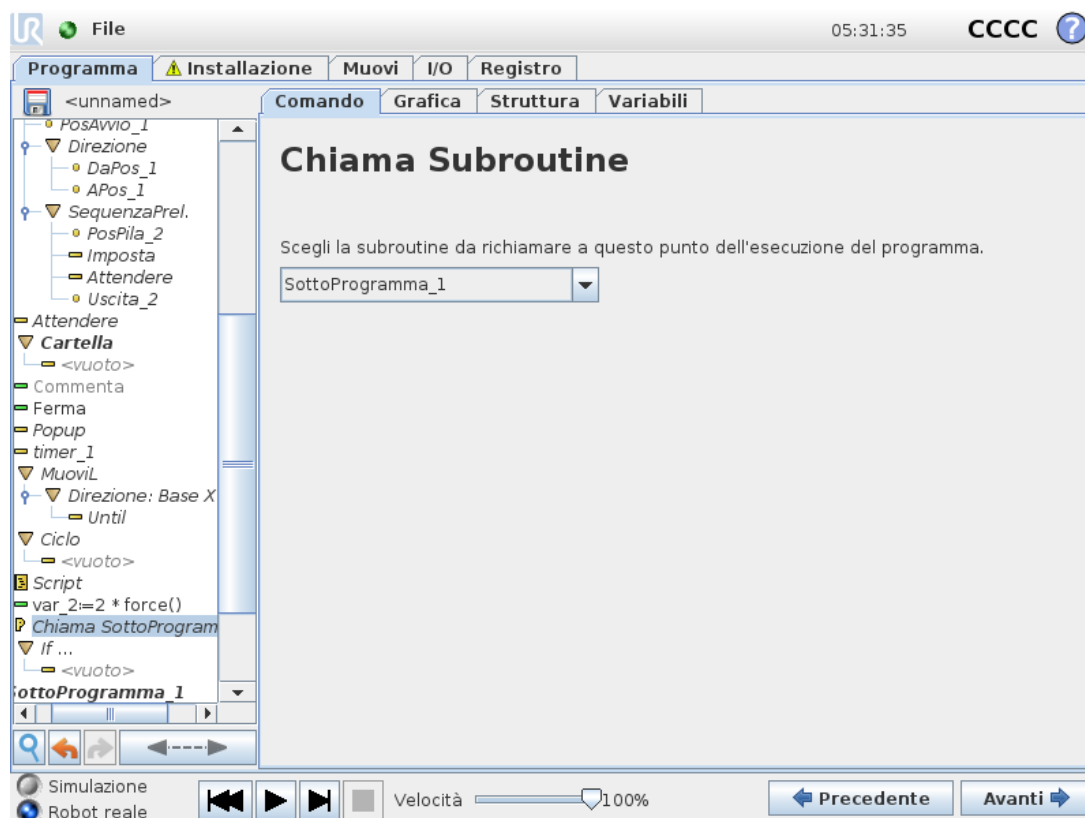 UR File 05:31:35 CCCC ?
Programma Installazione Muovi I/O Registro
<unnamed> Comando Grafica Struttura Variabili
PosAvvio_1
Direzione
DaPos_1
APos_1
SequenzaPrel.
PosPila_2
Imposta
Attendere
Uscita_2
Attendere
Cartella
<vuoto>
Commenta
Ferma
Popup
timer_1
MuoviL
Direzione: Base X
Until
Ciclo
<vuoto>
Script
var_2:=2 * force()
Chiama SottoProgram
If ...
<vuoto>
SottoProgramma_1
Chiama Subroutine
Scegli la subroutine da richiamare a questo punto dell'esecuzione del programma.
SottoProgramma_1
Simulazione
Robot reale
Velocità 100%
Precedente Avanti